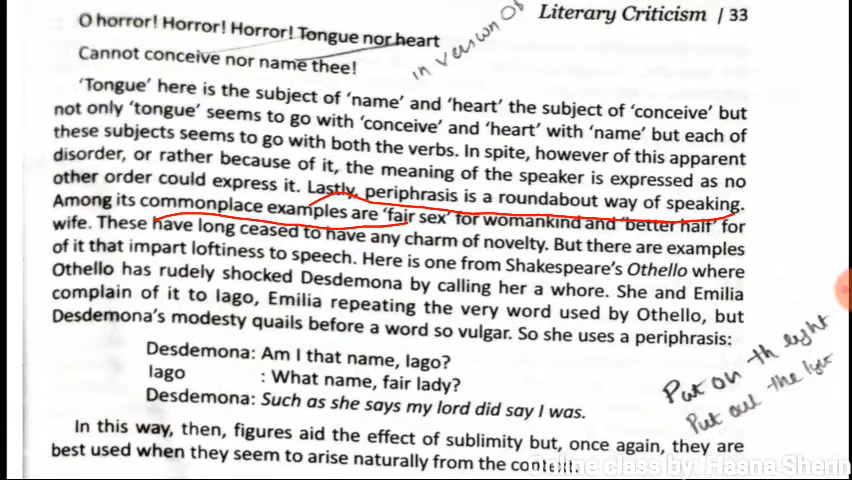 Literary Criticism / 33
O horror! Horror! Horror! Tongue nor heart
in version of
Cannot conceive nor name thee!
'Tongue' here is the subject of 'name' and 'heart' the subject of 'conceive' but
not only 'tongue' seems to go with 'conceive' and 'heart' with 'name' but each of
these subjects seems to go with both the verbs. In spite, however of this apparent
disorder, or rather because of it, the meaning of the speaker is expressed as no
other order could express it. Lastly, periphrasis is a roundabout way of speaking.
Among its commonplace examples are 'fair sex' for womankind and 'better half' for
wife. These have long ceased to have any charm of novelty. But there are examples
of it that impart loftiness to speech. Here is one from Shakespeare's Othello where
Othello has rudely shocked Desdemona by calling her a whore. She and Emilia
complain of it to Iago, Emilia repeating the very word used by Othello, but
Desdemona's modesty quails before a word so vulgar. So she uses a periphrasis:
Desdemona: Am I that name, Iago?
Iago : What name, fair lady?
Desdemona: Such as she says my lord did say I was.
Put on th light
Put out the light
In this way, then, figures aid the effect of sublimity but, once again, they are
best used when they seem to arise naturally from the context.
Online class by Hasna Sherin